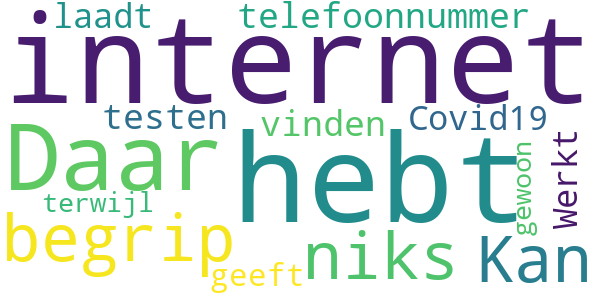 laadt telefoonnummer
internet
testen vinden Covid19
Daar hebt Werkt
gewoon
terwijl
begrip niks Kan
geeft